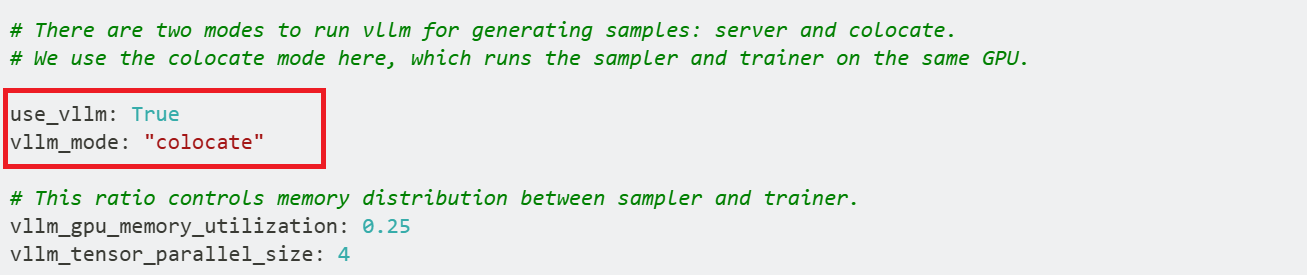 # There are two modes to run vllm for generating samples: server and colocate.
# We use the colocate mode here, which runs the sampler and trainer on the same GPU.
use_vllm: True
vllm_mode: "colocate"
# This ratio controls memory distribution between sampler and trainer.
vllm_gpu_memory_utilization: 0.25
vllm_tensor_parallel_size: 4